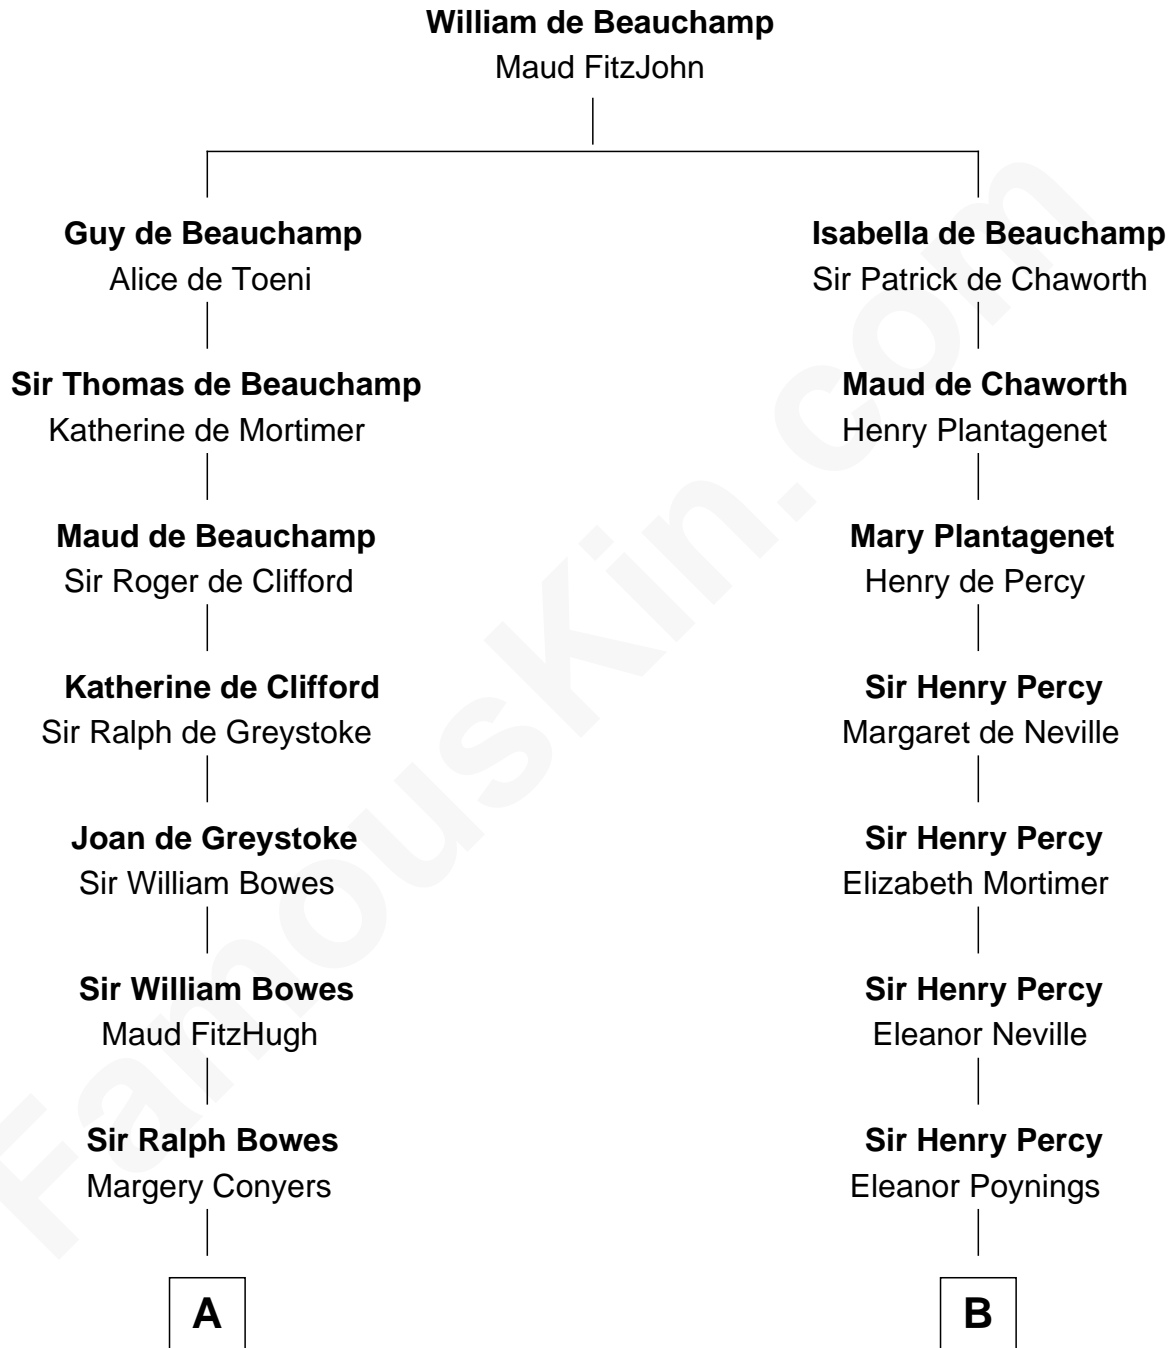 William de Beauchamp
Maud FitzJohn
Guy de Beauchamp
Alice de Toeni
Isabella de Beauchamp
Sir Patrick de Chaworth
Sir Thomas de Beauchamp
Katherine de Mortimer
Maud de Chaworth
Henry Plantagenet
Maud de Beauchamp
Sir Roger de Clifford
Mary Plantagenet
Henry de Percy
Katherine de Clifford
Sir Ralph de Greystoke
Sir Henry Percy
Margaret de Neville
Joan de Greystoke
Sir William Bowes
Sir Henry Percy
Elizabeth Mortimer
Sir William Bowes
Maud FitzHugh
Sir Henry Percy
Eleanor Neville
Sir Ralph Bowes
Margery Conyers
Sir Henry Percy
Eleanor Poynings
A
B
FamousKin.com